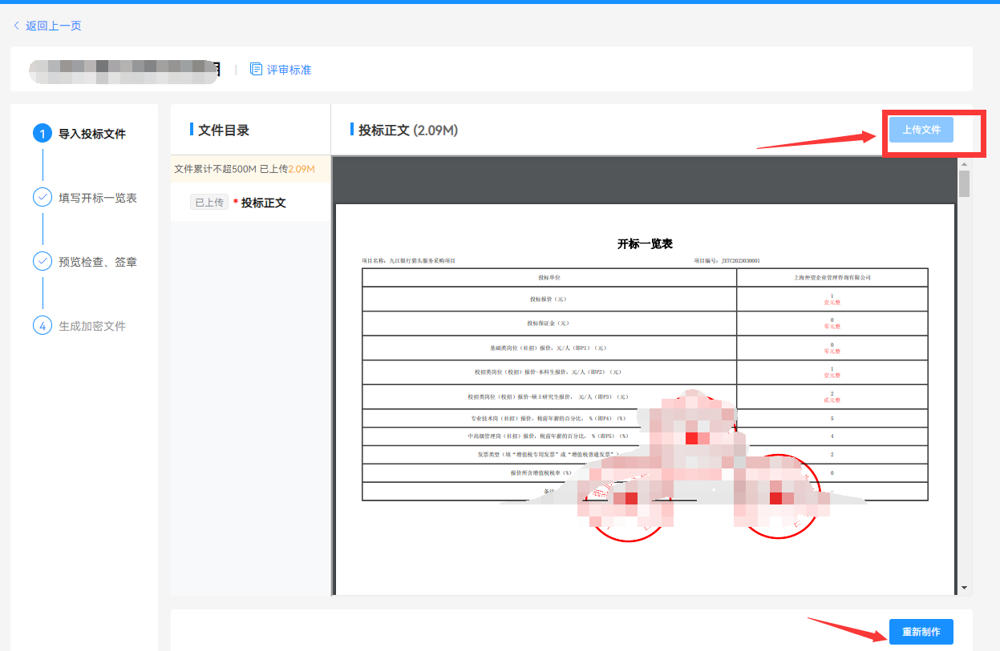 返回上一页
评审标准
1 导入投标文件
填写开标一览表
预览检查、签章
4 生成加密文件
文件目录
文件累计不超500M 已上传2.09M
已上传 * 投标正文
投标正文 (2.09M)
上传文件
开标一览表
项目名称：九江银行猎头服务采购项目 项目编号：JXTC2023030001
投标单位 上海仲望企业管理咨询有限公司
投标报价（元） 1
壹元整
投标保证金（元） 0
零元整
基础类岗位（社招）报价，元/人（即P1）（元） 0
零元整
校招类岗位（校招）报价-本科生报价，元/人（即P2）（元） 1
壹元整
校招类岗位（校招）报价-硕士研究生报价， 元/人（即P3）（元） 2
贰元整
专业技术岗（社招）报价，税前年薪的百分比， %（即P4）（%） 5
中高级管理岗（社招）报价，税前年薪的百分比， %（即P5）（%） 4
发票类型（填“增值税专用发票”或“增值税普通发票”） 2
报价所含增值税税率（%） 0
重新制作